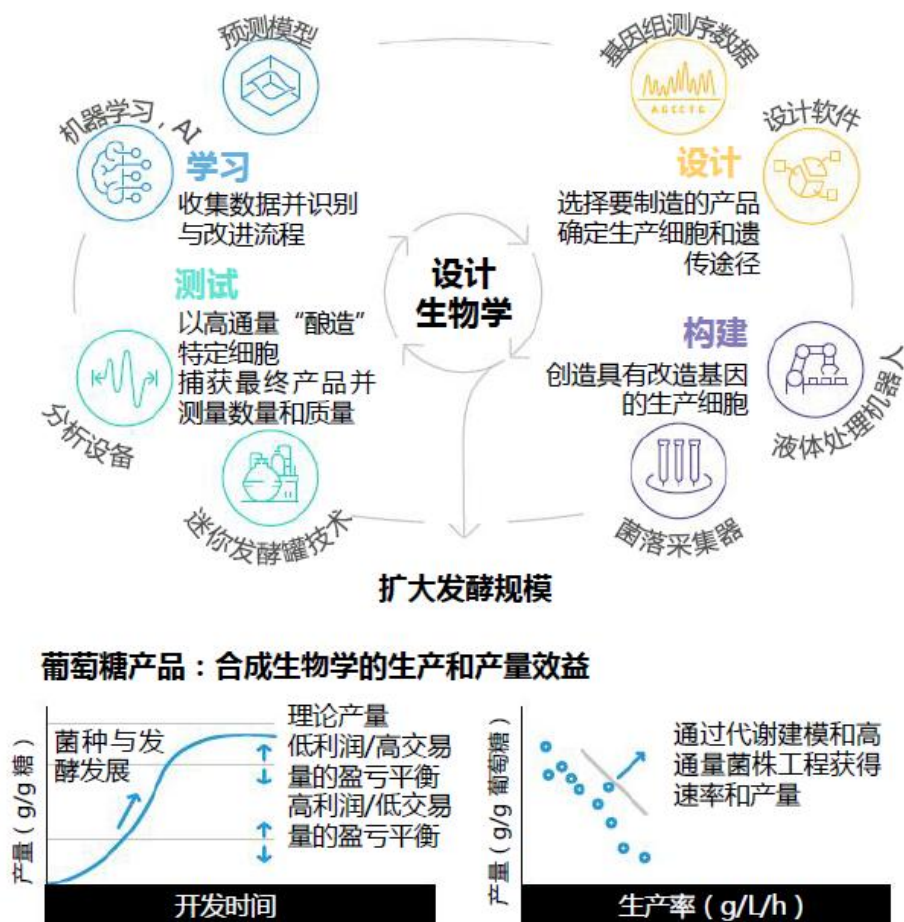 预测模型
基因组测序数据
AGCCTG
机器学习，AI
设计软件
学习
收集数据并识别
与改进流程
设计
选择要制造的产品
确定生产细胞和遗
传途径
设计
生物学
测试
以高通量“酿造”
特定细胞
捕获最终产品并
测量数量和质量
构建
创造具有改造基因
的生产细胞
分析设备
液体处理机器人
迷你发酵罐技术
菌落采集器
扩大发酵规模
葡萄糖产品：合成生物学的生产和产量效益
产量（g/g 糖）
菌种与发
酵发展
理论产量
低利润/高交易
量的盈亏平衡
高利润/低交易
量的盈亏平衡
开发时间
产量（g/g 葡萄糖）
通过代谢建模和高
通量菌株工程获得
速率和产量
生产率（g/L/h）